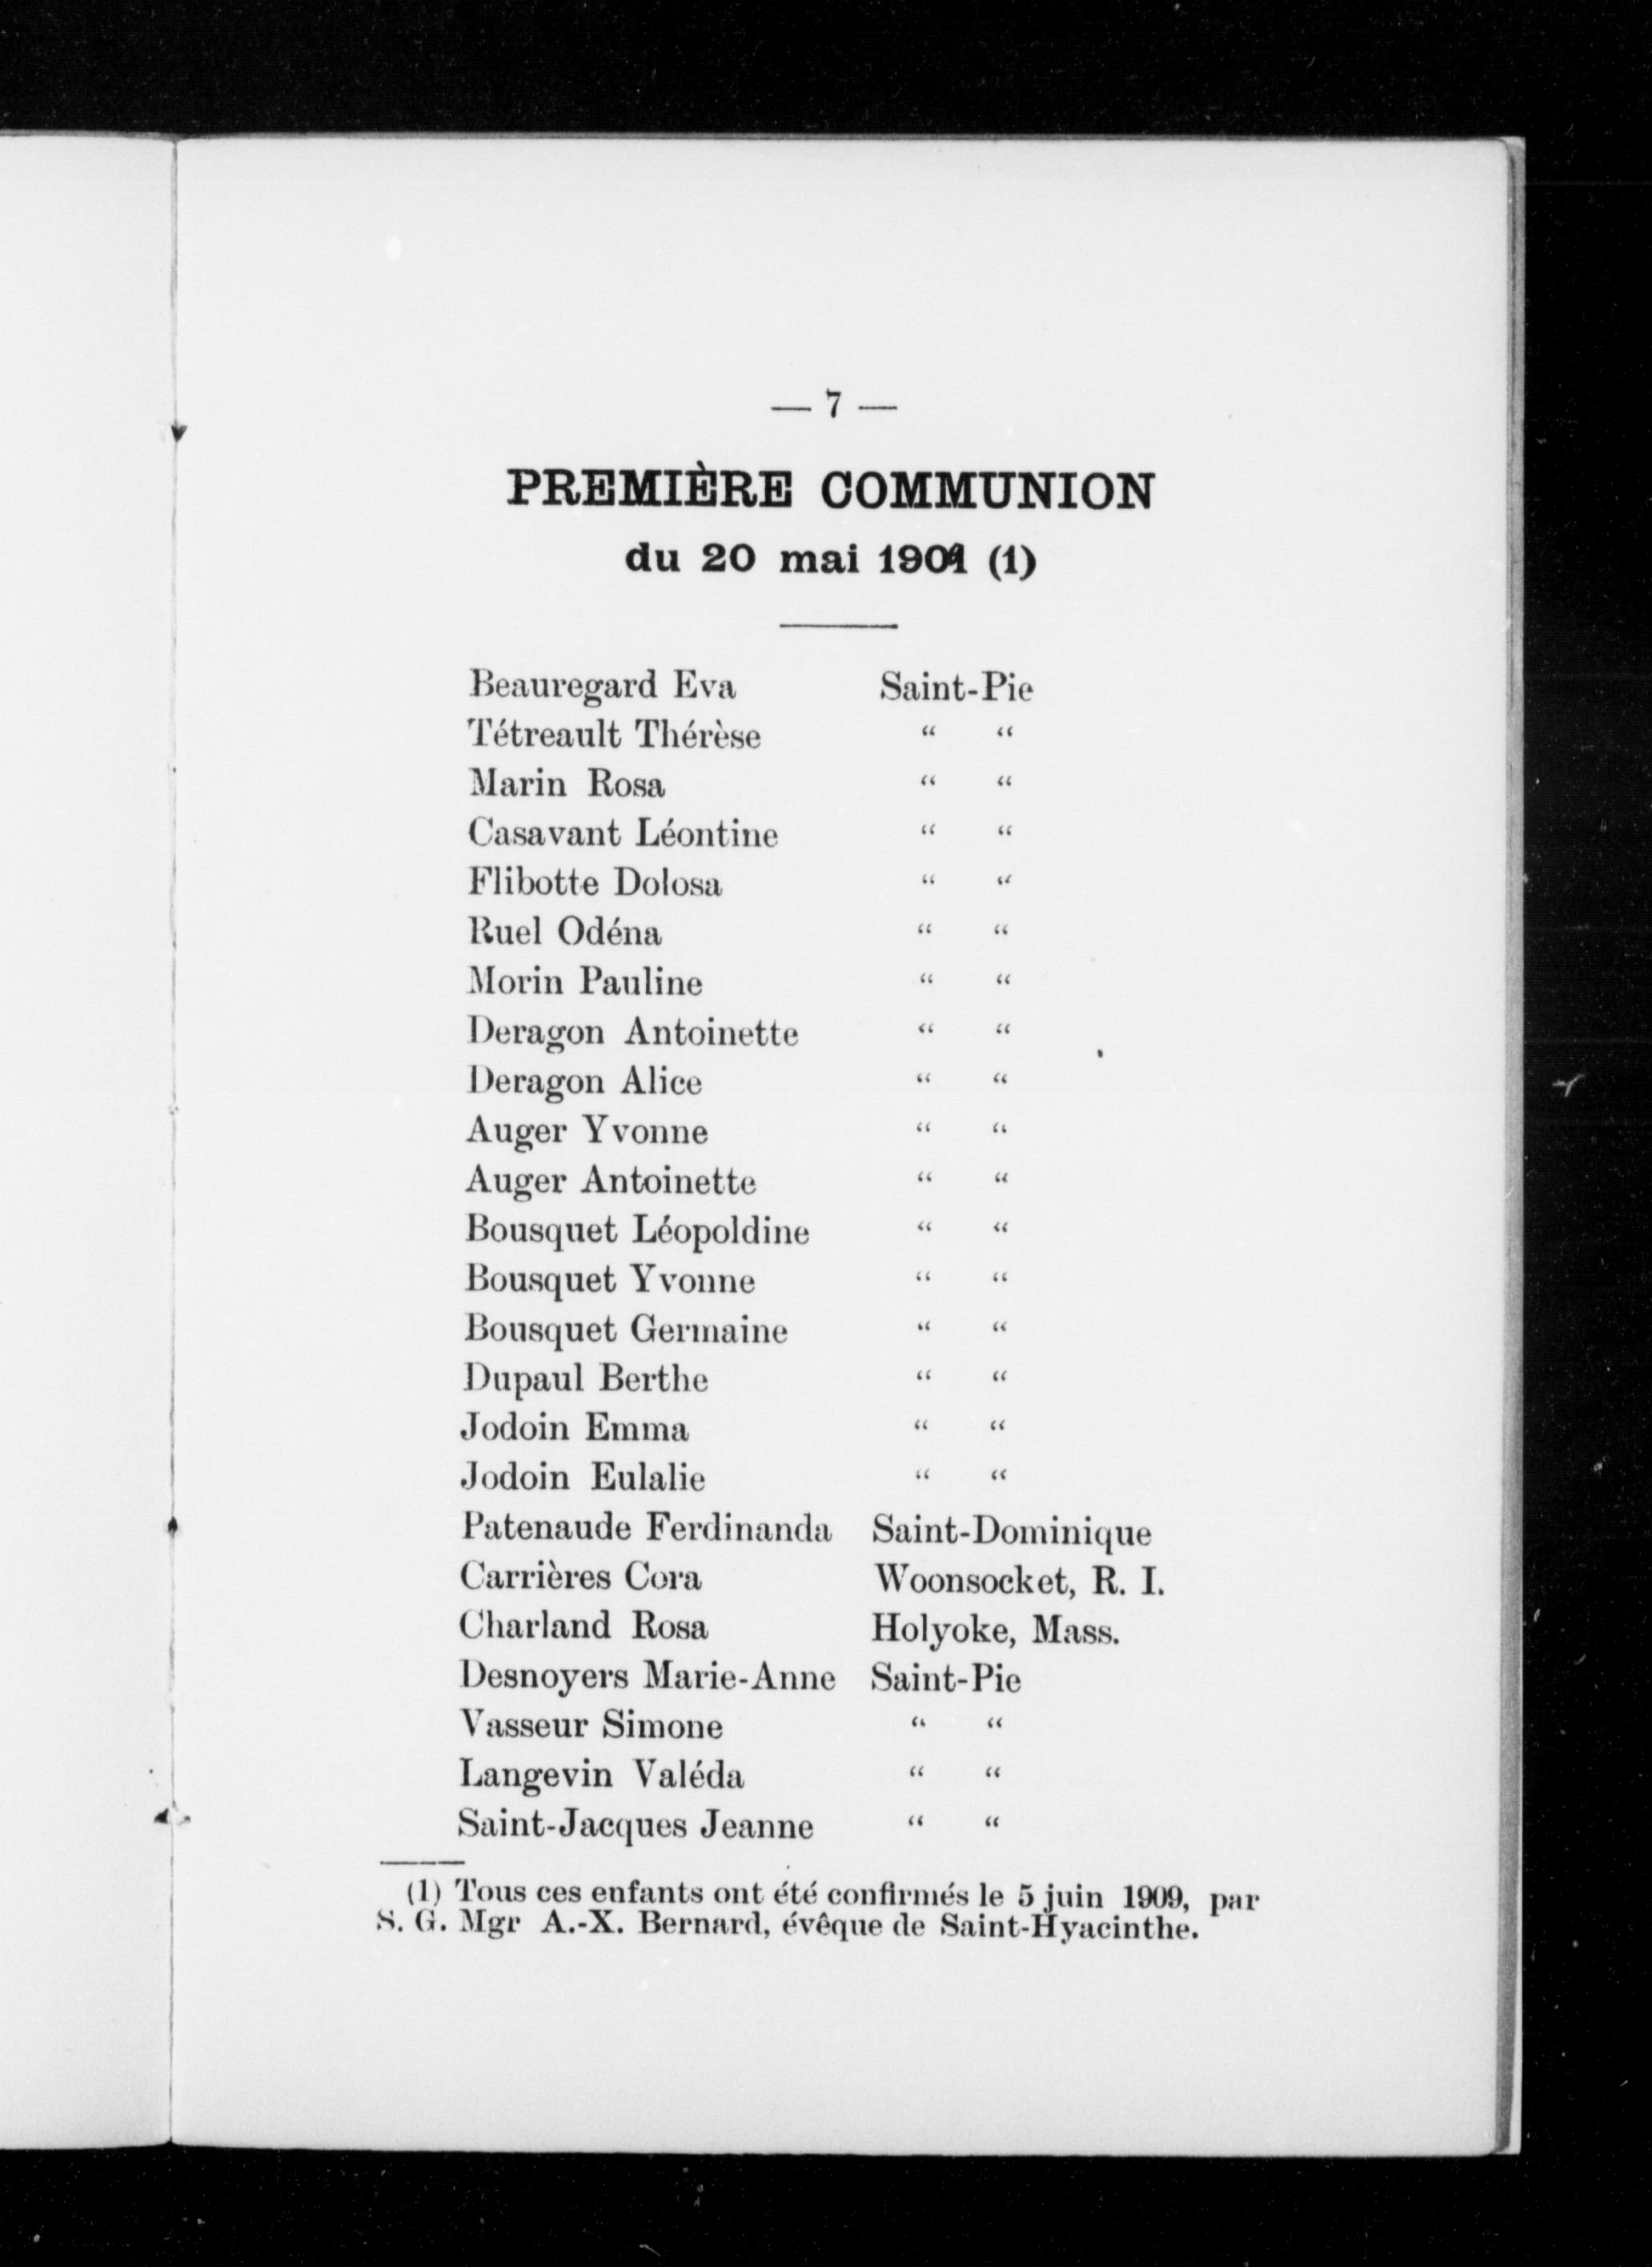 — 7 —
PREMIÈRE COMMUNION
du 20 mai (1)
Beauregard Eva Saint-Pie
Tétreault Thérèse “ “
Marin Rosa “ “
Casavant Léontine “ “
Flibotte Dolosa “ “
Ruel Odéna “ “
Morin Pauline “ “
Deragon Antoinette “ “
Deragon Alice “ “
Auger Yvonne “ “
Auger Antoinette “ “
Bousquet Léopoldine “ “
Bousquet Yvonne “ “
Bousquet Germaine “ “
Dupaul Berthe “ “
Jodoin Emma “ “
Jodoin Eulalie “ “
Patenaude Ferdinanda Saint-Dominique
Carrières Cora Woonsocket, R. I.
Charland Rosa Holyoke, Mass.
Desnoyers Marie-Anne Saint-Pie
Vasseur Simone “ “
Langevin Valéda “ “
Saint-Jacques Jeanne “ “
(1) Tous ces enfants ont été confirmés le 5 juin 1909, par
S. G. Mgr A.-X. Bernard, évêque de Saint-Hyacinthe.